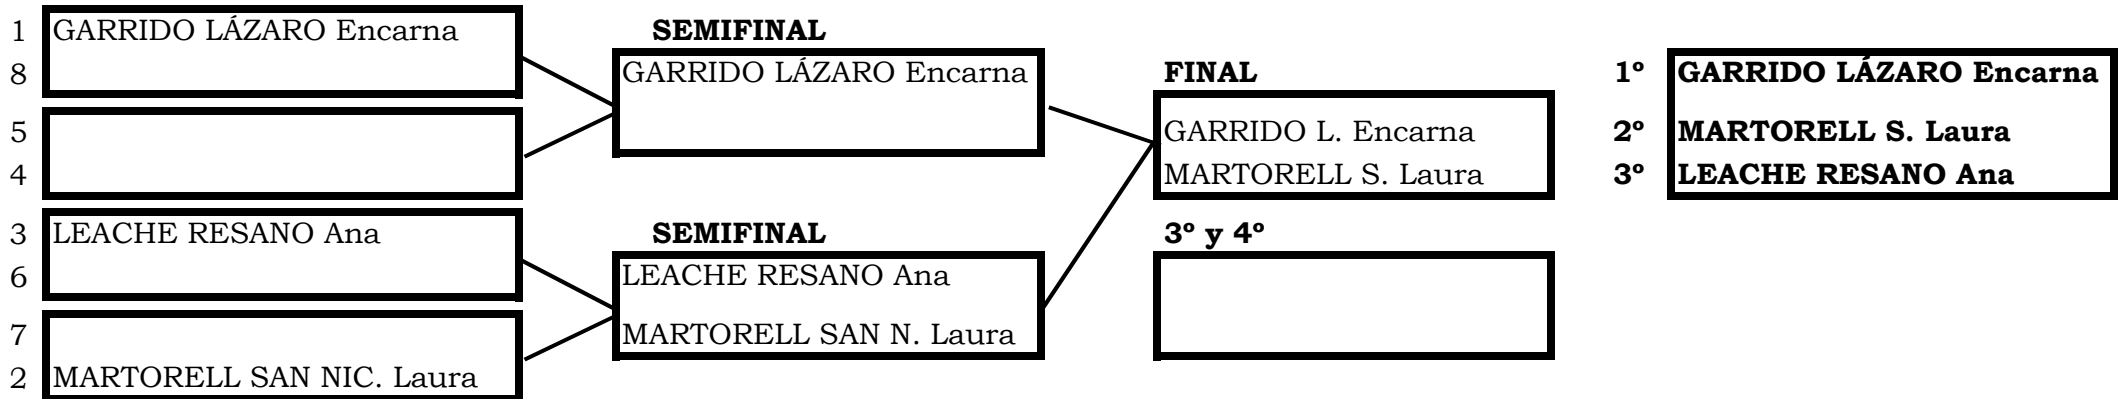 1 GARRIDO LÁZARO Encarna
8
5
4
3 LEACHE RESANO Ana
6
7
2 MARTORELL SAN NIC. Laura
SEMIFINAL
GARRIDO LÁZARO Encarna
SEMIFINAL
LEACHE RESANO Ana
MARTORELL SAN N. Laura
FINAL
GARRIDO L. Encarna
MARTORELL S. Laura
3º y 4º
1º GARRIDO LÁZARO Encarna
2º MARTORELL S. Laura
3º LEACHE RESANO Ana